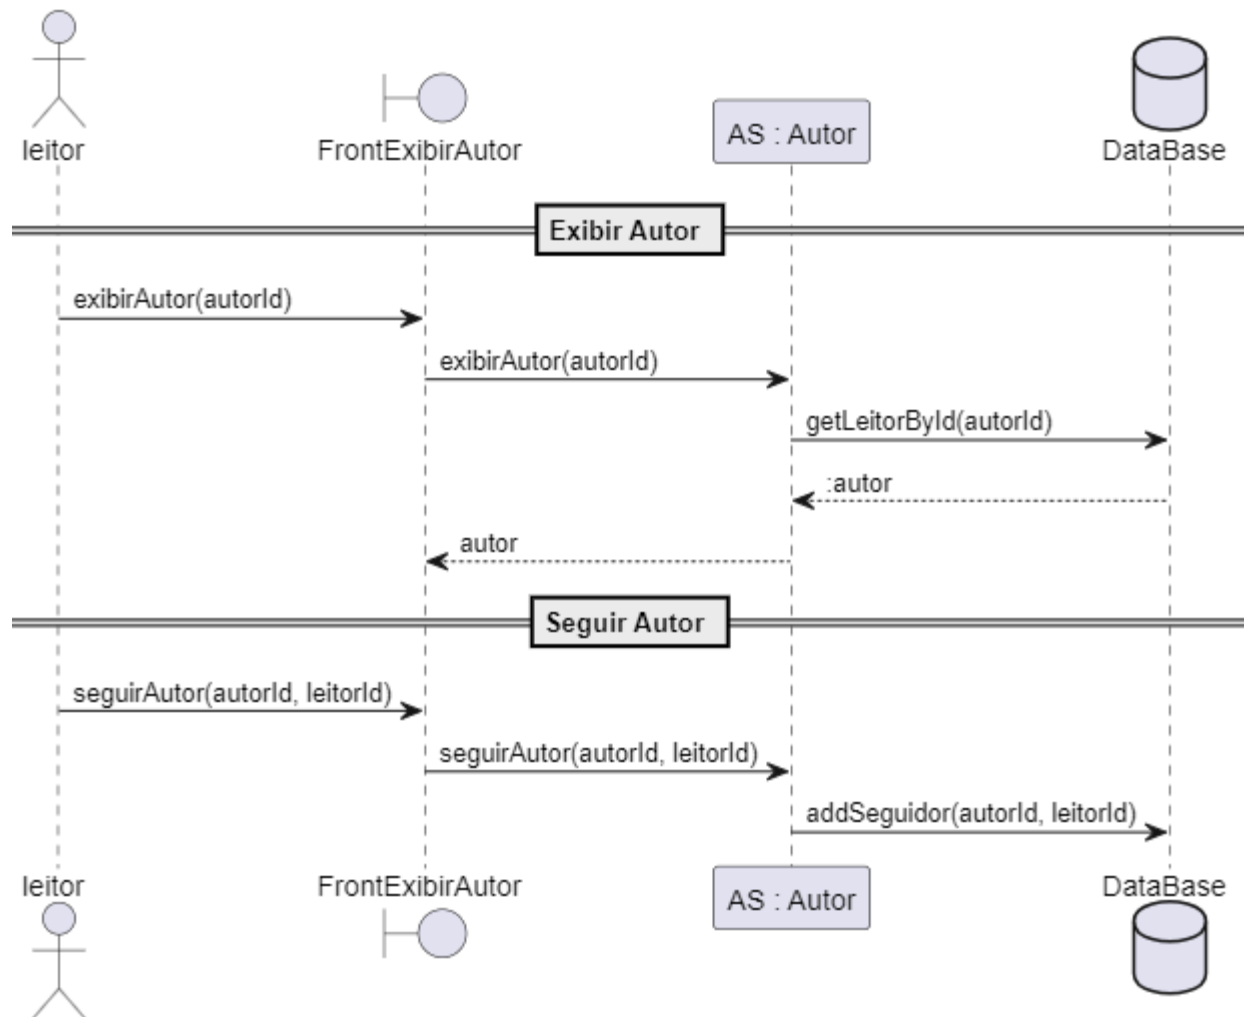 leitor
FrontExibirAutor
AS : Autor
DataBase
Exibir Autor
exibirAutor(autorId)
exibirAutor(autorId)
getLeitorById(autorId)
:autor
autor
Seguir Autor
seguirAutor(autorId, leitorId)
seguirAutor(autorId, leitorId)
addSeguidor(autorId, leitorId)
leitor
FrontExibirAutor
AS : Autor
DataBase